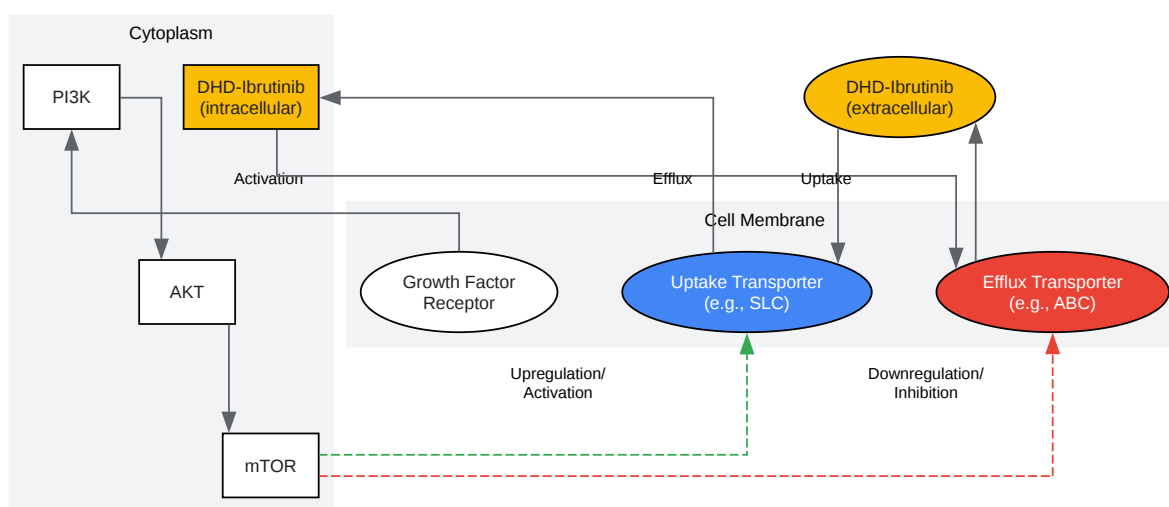 Cytoplasm
PI3K
DHD-Ibrutinib
(intracellular)
DHD-Ibrutinib
(extracellular)
Activation
Efflux
Uptake
Cell Membrane
Growth Factor
Receptor
Uptake Transporter
(e.g., SLC)
Efflux Transporter
(e.g., ABC)
AKT
Upregulation/
Activation
Downregulation/
Inhibition
mTOR